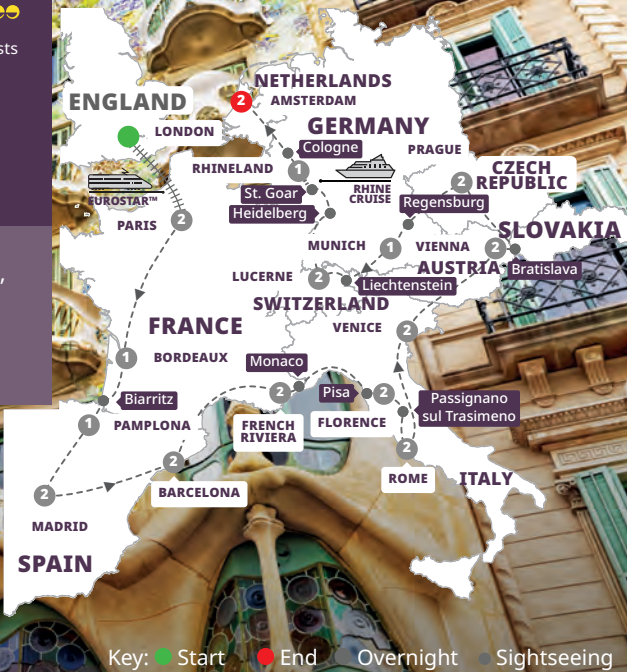 sts
,
ENGLAND
LONDON
EUROSTAR™
PARIS
NETHERLANDS
2
AMSTERDAM
GERMANY
Cologne
RHINELAND
1
St. Goar
Heidelberg
RHINE
CRUISE
PRAGUE
2
CZECH
REPUBLIC
Regensburg
SLOVAKIA
MUNICH
1
VIENNA
2
AUSTRIA
Bratislava
LUCERNE
2
Liechtenstein
SWITZERLAND
VENICE
2
2
FRANCE
1
BORDEAUX
Biarritz
1
PAMPLONA
2
MADRID
SPAIN
2
BARCELONA
Monaco
2
FRENCH
RIVIERA
Pisa
2
FLORENCE
Passignano
sul Trasimeno
2
ROME
ITALY
Key: Start End Overnight Sightseeing